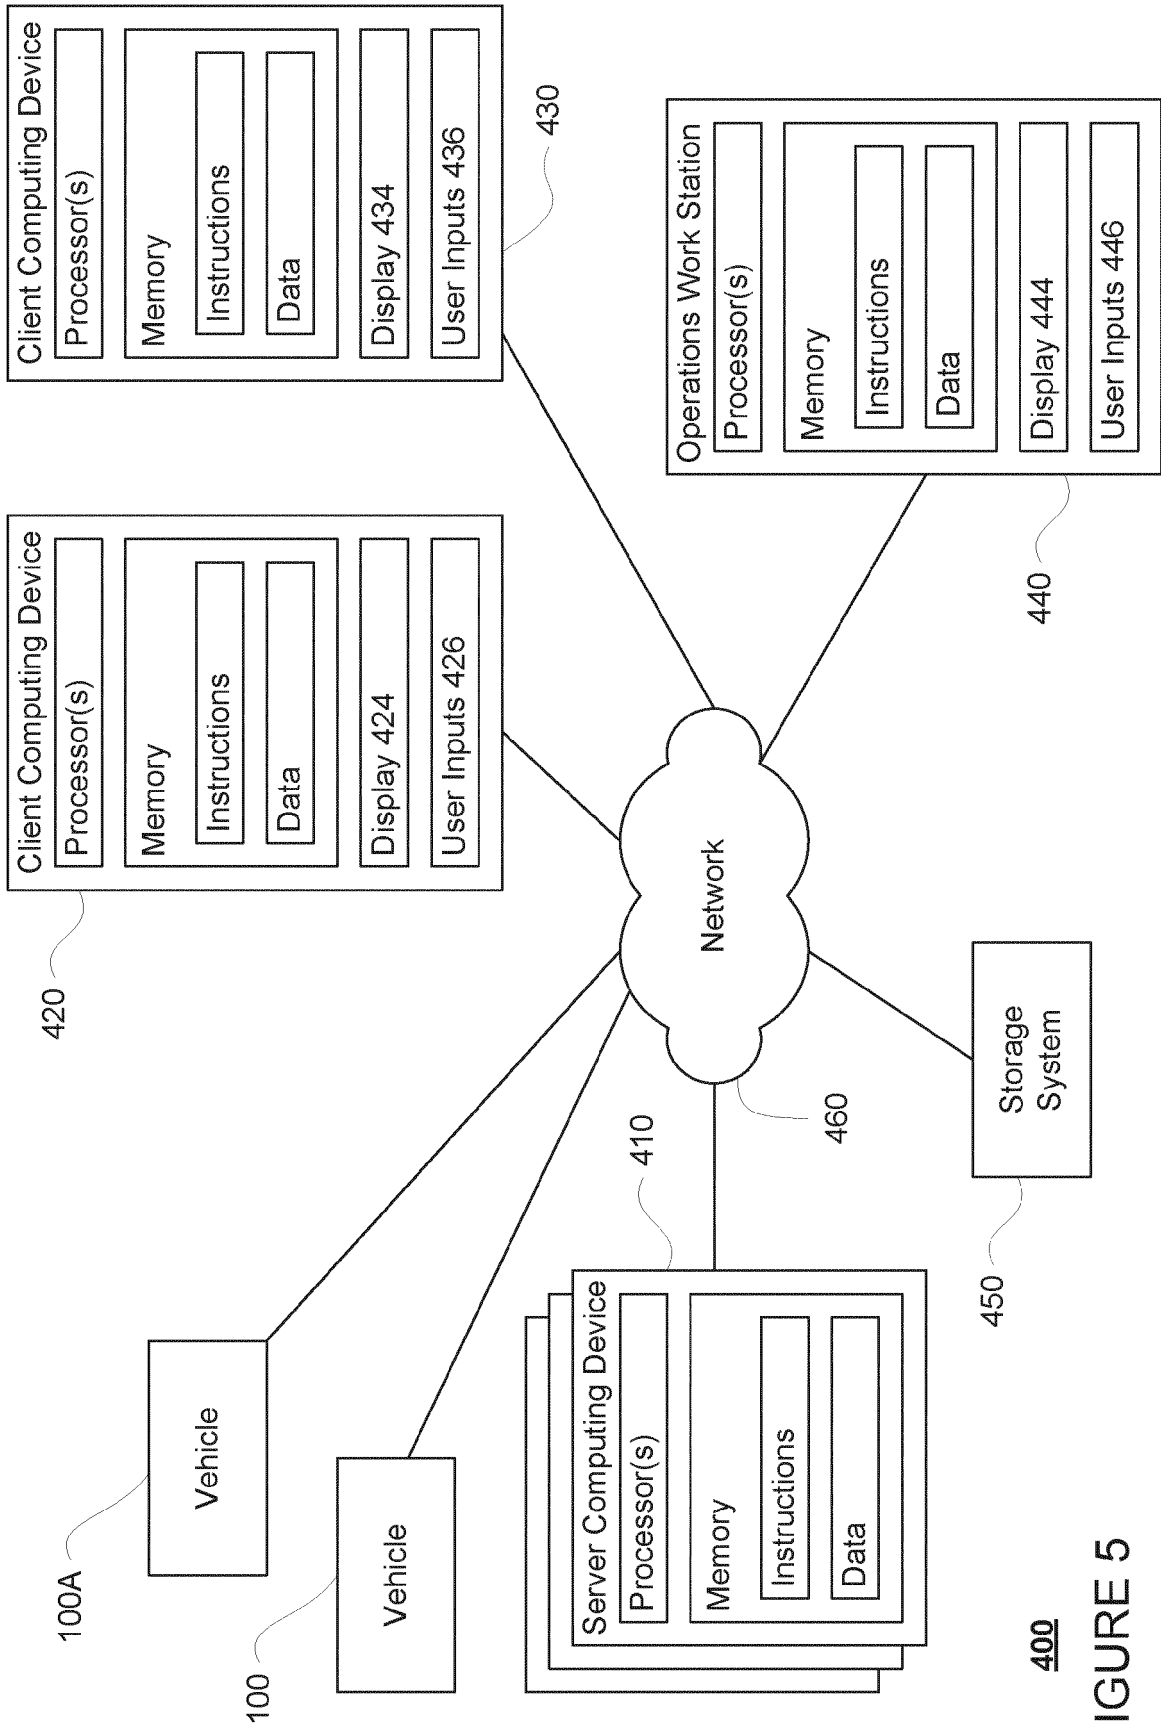 100A
Vehicle
100
Vehicle
420
Client Computing Device
Processor(s)
Memory
Instructions
Data
Display 424
User Inputs 426
Client Computing Device
Processor(s)
Memory
Instructions
Data
Display 434
User Inputs 436
430
Server Computing Device
Processor(s)
Memory
Instructions
Data
410
Network
460
Storage
System
450
Operations Work Station
Processor(s)
Memory
Instructions
Data
Display 444
User Inputs 446
440
400
IGURE 5